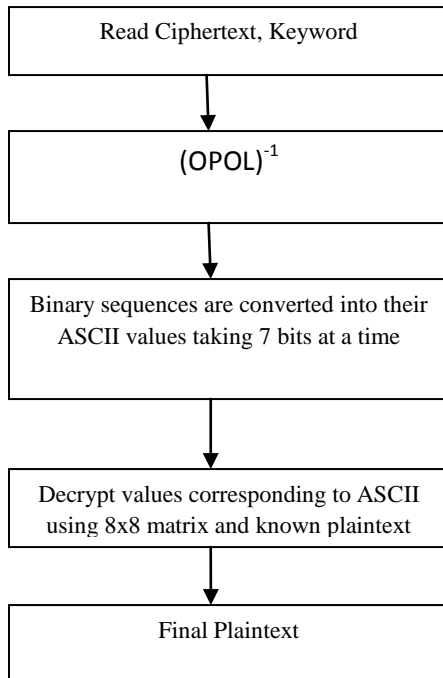 Read Ciphertext, Keyword
(OPOL)⁻¹
Binary sequences are converted into their
ASCII values taking 7 bits at a time
Decrypt values corresponding to ASCII
using 8x8 matrix and known plaintext
Final Plaintext